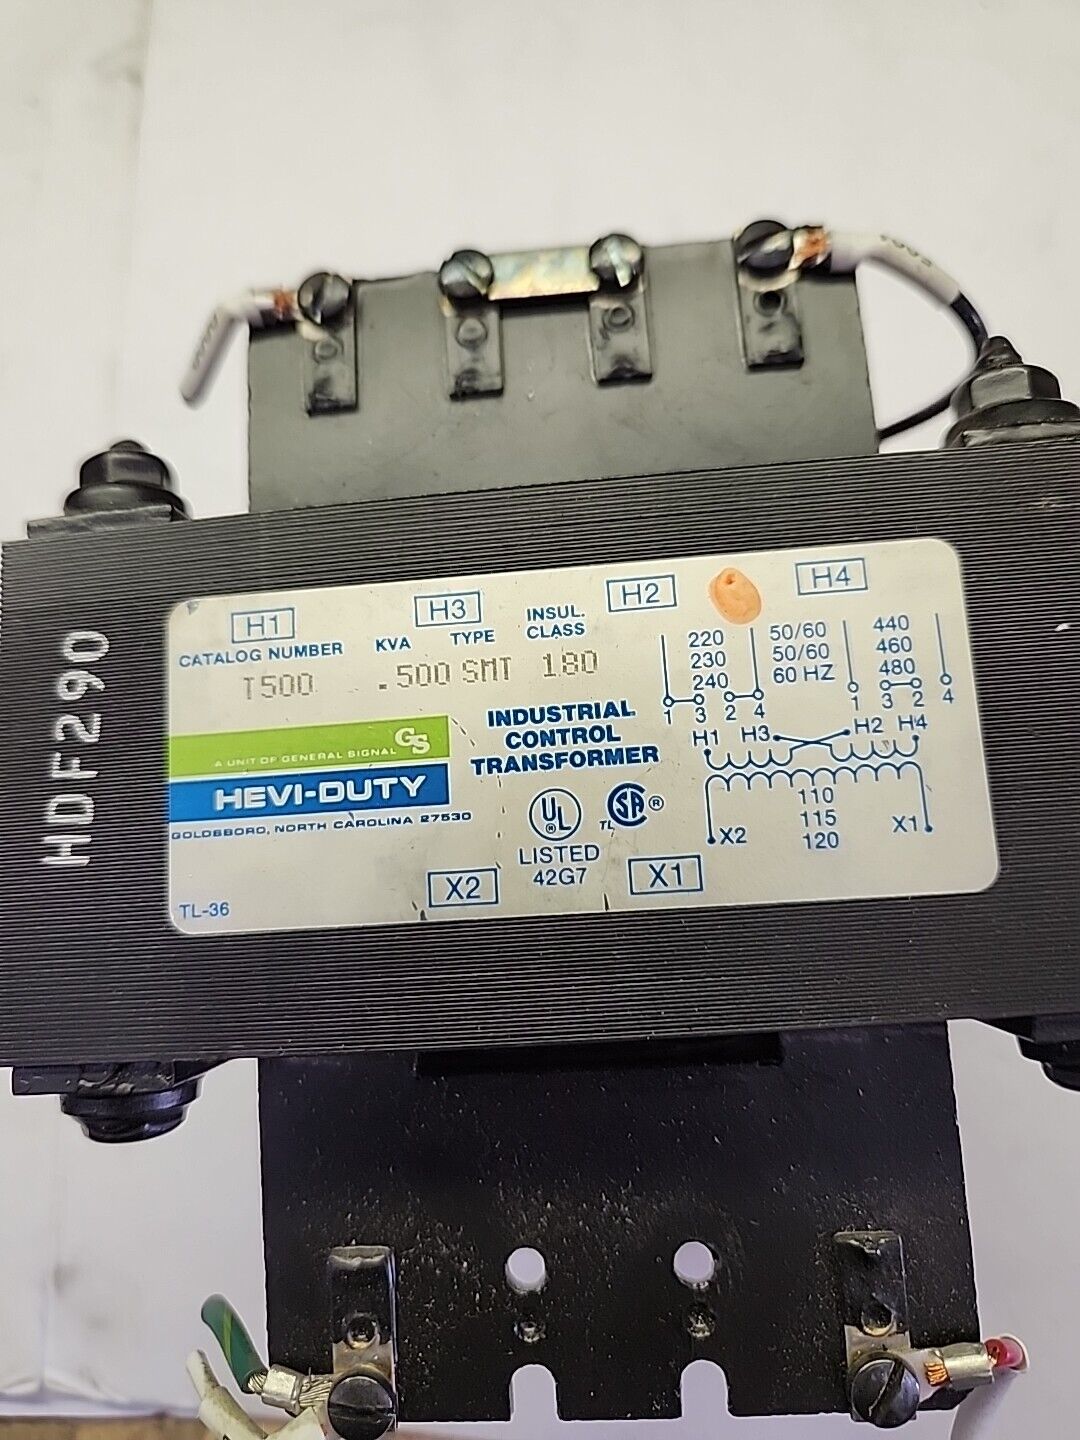 H1 H3 H2 H4
CATALOG NUMBER KVA TYPE INSUL. CLASS
T500 .500 SMT 180
HDF290
GS
A UNIT OF GENERAL SIGNAL
HEVI-DUTY
GOLDSBORO, NORTH CAROLINA 27530
INDUSTRIAL
CONTROL
TRANSFORMER
UL
®
LISTED
42G7
TL SA ®
220 50/60 440
230 50/60 460
240 60 HZ 480
1 3 2 4 1 3 2 4
H1 H3 H2 H4
110
115
120
X2 X1
X2 X1
TL-36